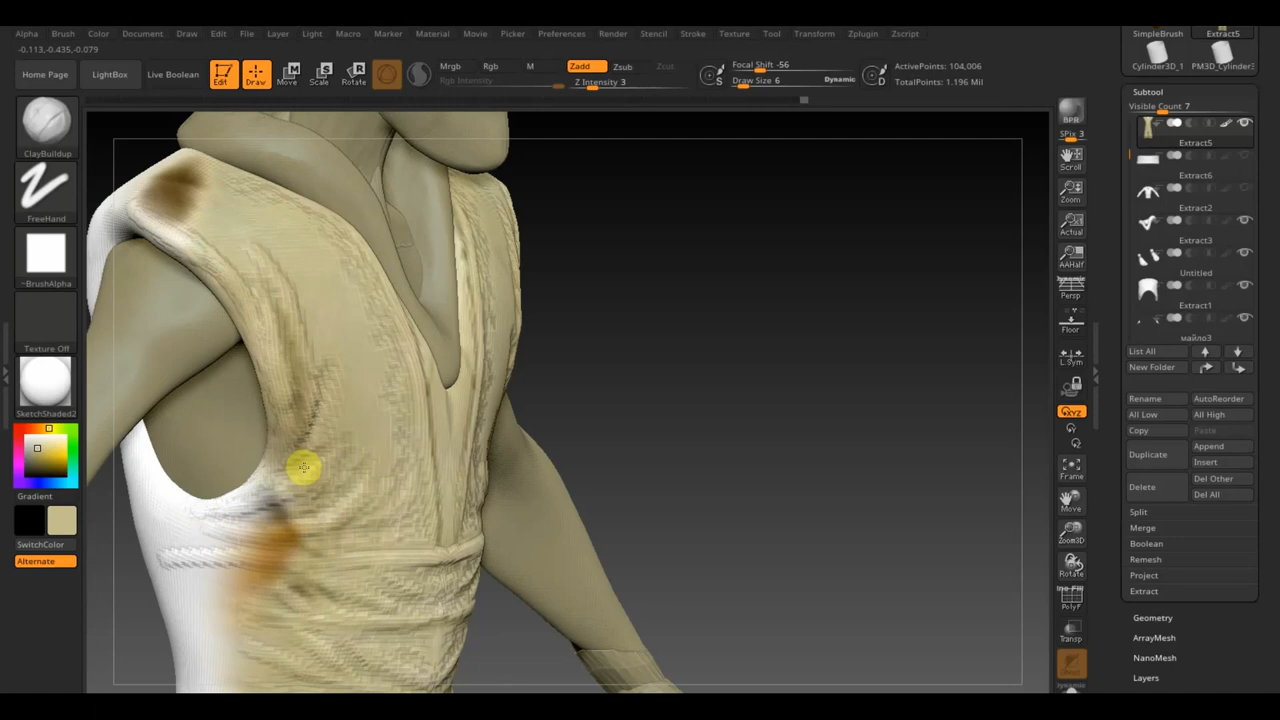 Alpha Brush Color Document Draw Edit File Layer Light Macro Marker Material Movie Picker Preferences Render Stencil Stroke Texture Tool Transform Zplugin Zscript
-0.113,-0.435,-0.079
Home Page LightBox Live Boolean Edit Draw Move Scale Rotate
Mrgb Rgb M Zadd Zsub Zcut
Rgb Intensity Z Intensity 3
Focal Shift -56
Draw Size 6 Dynamic
S D
ActivePoints: 104,006
TotalPoints: 1.196 Mil
ClayBuildup
FreeHand
~BrushAlpha
Texture Off
SketchShaded2
Gradient
SwitchColor
Alternate
BPR
SPix 3
Scroll
Zoom
Actual
AAHalf
Dynamic
Persp
Floor
L.Sym
XYZ
Y
Z
Frame
Move
Zoom3D
Rotate
PolyF
Transp
Dynamic
SimpleBrush Extract5
Cylinder3D_1 PM3D_Cylinder3
Subtool
Visible Count 7
Extract5
Extract6
Extract2
Extract3
Untitled
Extract1
майло3
List All
New Folder
Rename AutoReorder
All Low All High
Copy Paste
Duplicate Append
Insert
Delete Del Other
Del All
Split
Merge
Boolean
Remesh
Project
Extract
Geometry
ArrayMesh
NanoMesh
Layers